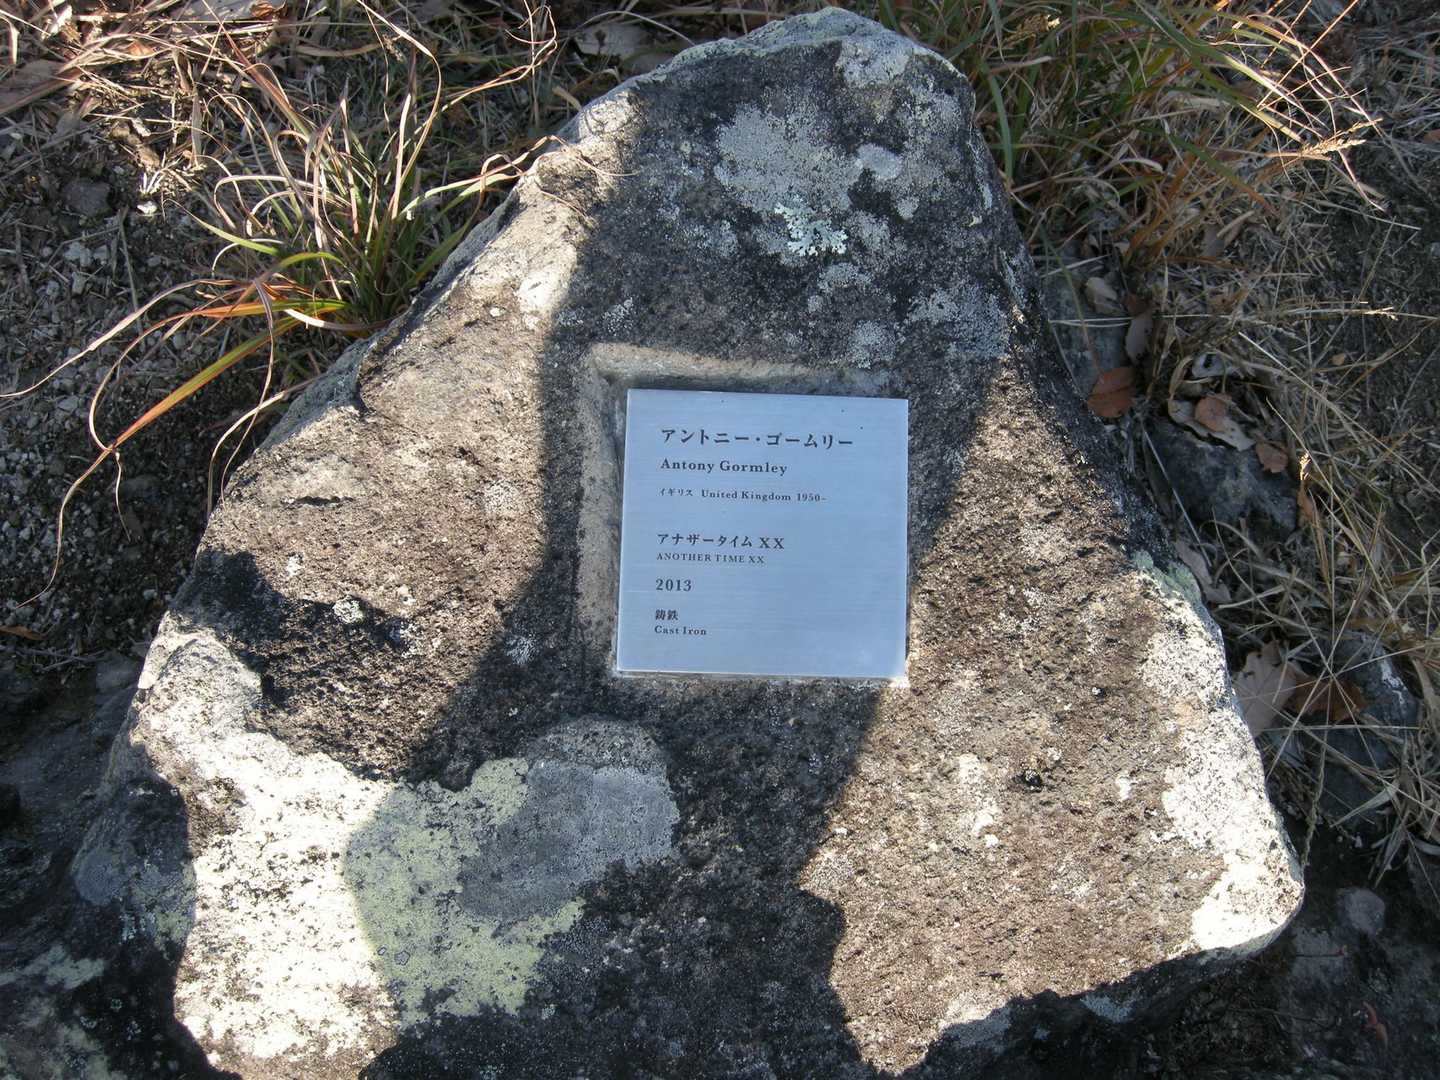 アントニー・ゴームリー
Antony Gormley
イギリス United Kingdom 1950–
アナザータイム XX
ANOTHER TIME XX
2013
鋳鉄
Cast Iron